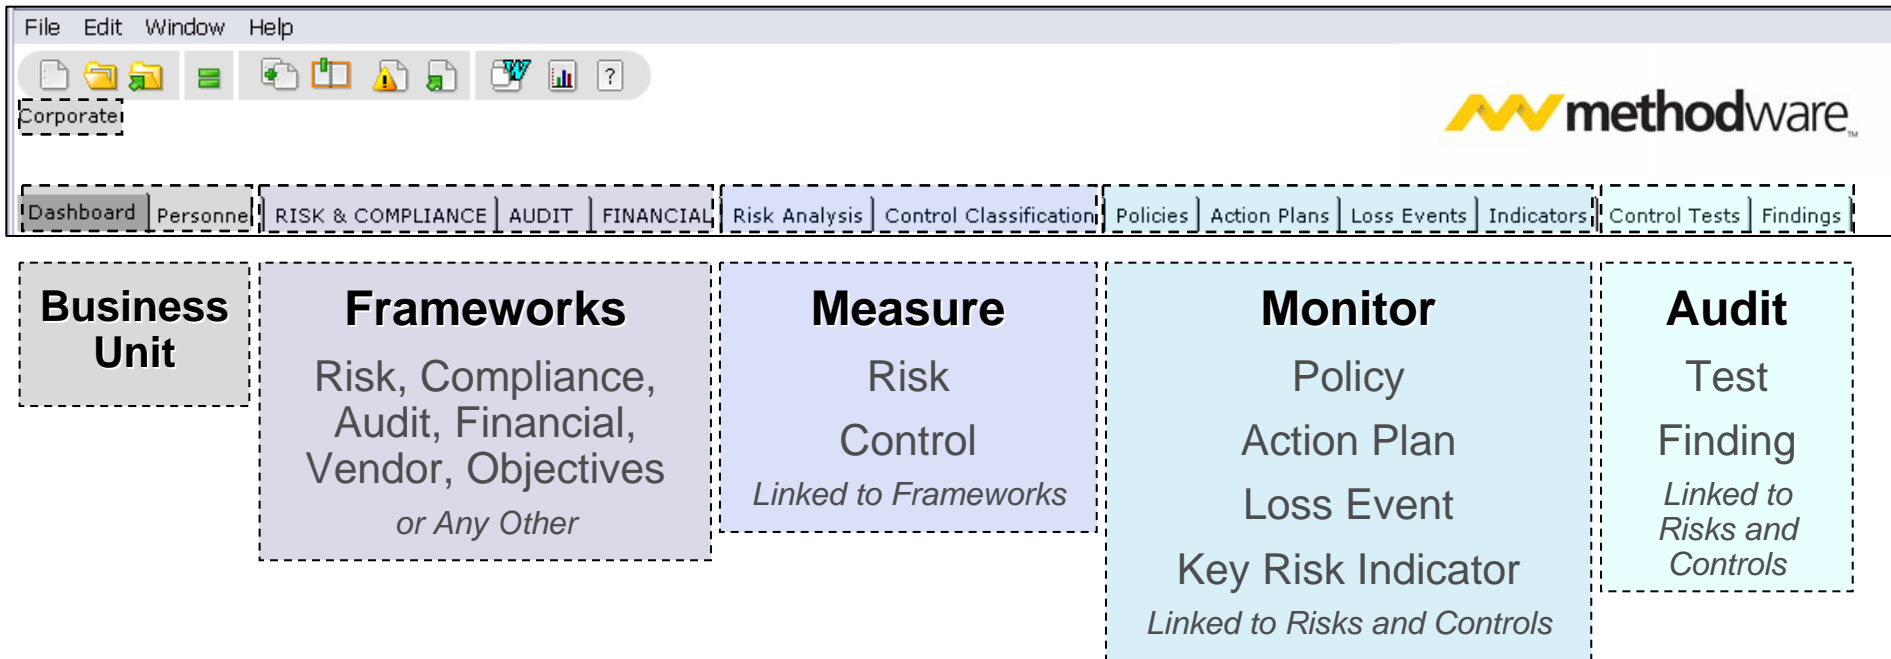 File Edit Window Help
W ?
Corporate
methodware™
Dashboard Personnel RISK & COMPLIANCE AUDIT FINANCIAL Risk Analysis Control Classification Policies Action Plans Loss Events Indicators Control Tests Findings
Business
Unit
Frameworks
Risk, Compliance,
Audit, Financial,
Vendor, Objectives
or Any Other
Measure
Risk
Control
Linked to Frameworks
Monitor
Policy
Action Plan
Loss Event
Key Risk Indicator
Linked to Risks and Controls
Audit
Test
Finding
Linked to
Risks and
Controls